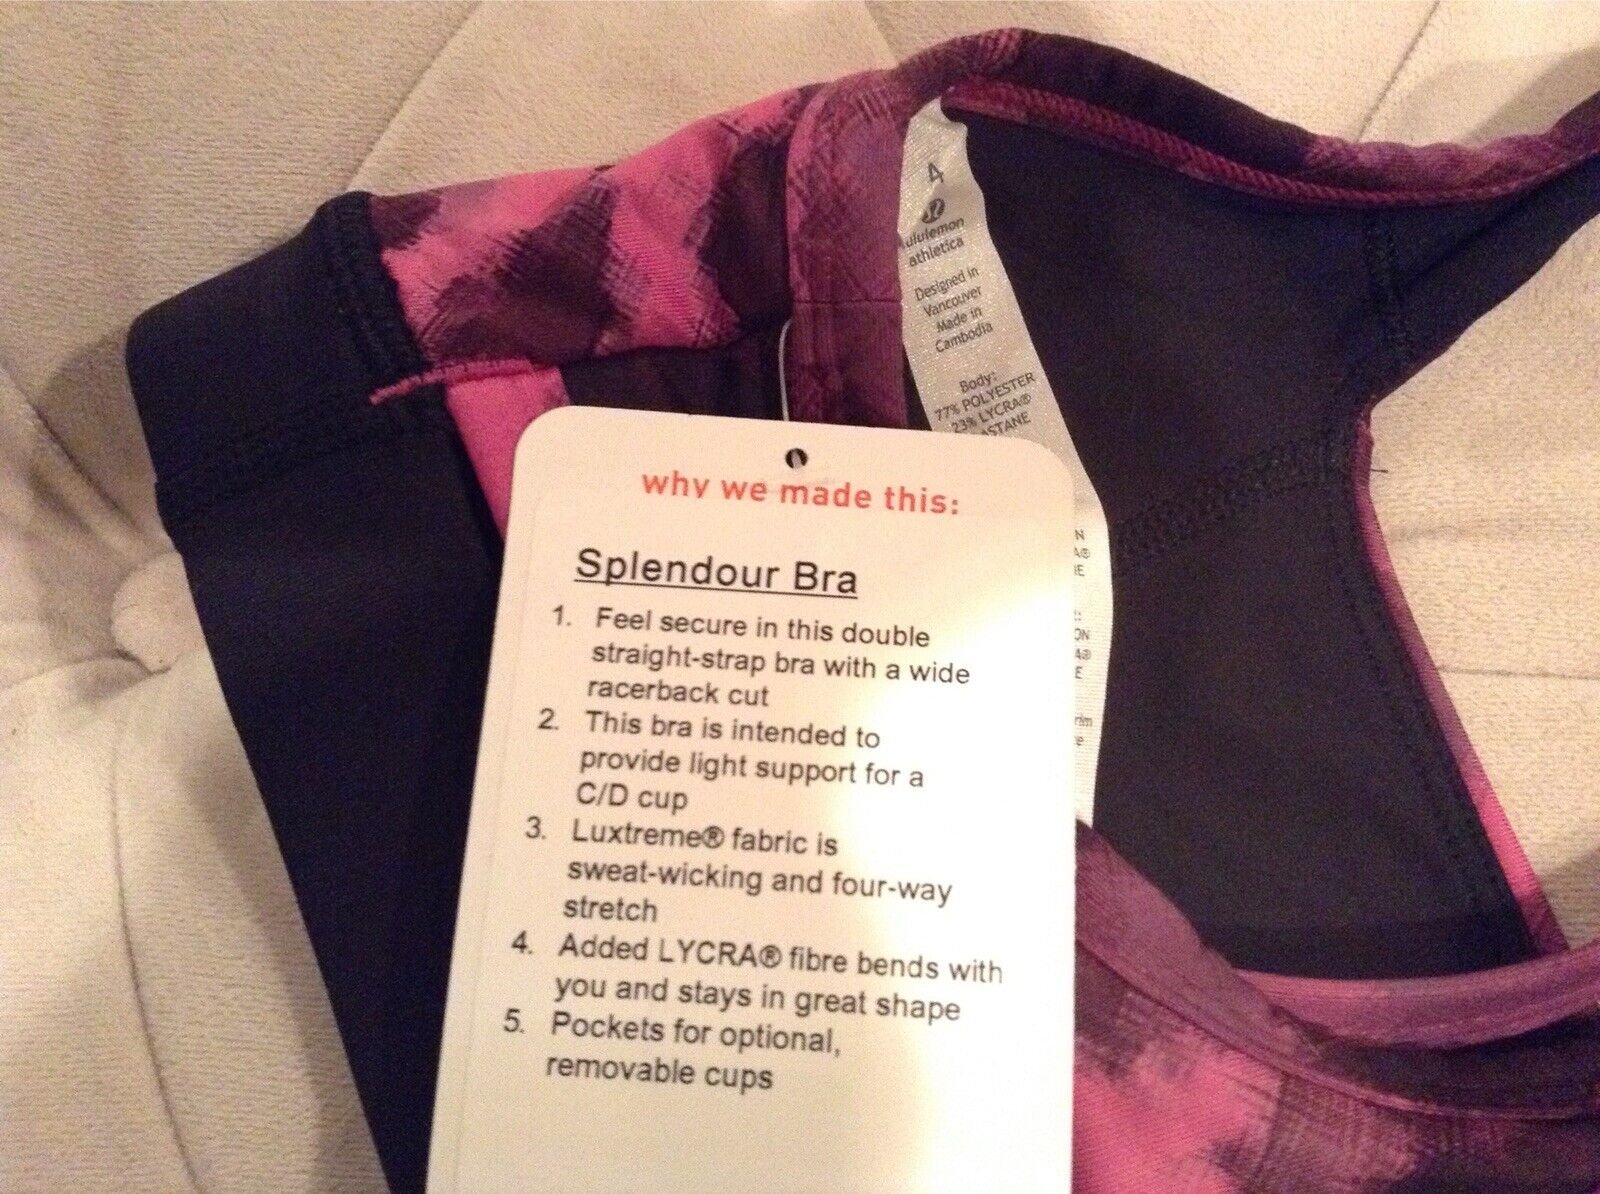 4
lululemon
athletica
Designed in
Vancouver
Made in
Cambodia
Body:
77% POLYESTER
23% LYCRA®
why we made this:
Splendour Bra
1. Feel secure in this double
straight-strap bra with a wide
racerback cut
2. This bra is intended to
provide light support for a
C/D cup
3. Luxtreme® fabric is
sweat-wicking and four-way
stretch
4. Added LYCRA® fibre bends with
you and stays in great shape
5. Pockets for optional,
removable cups